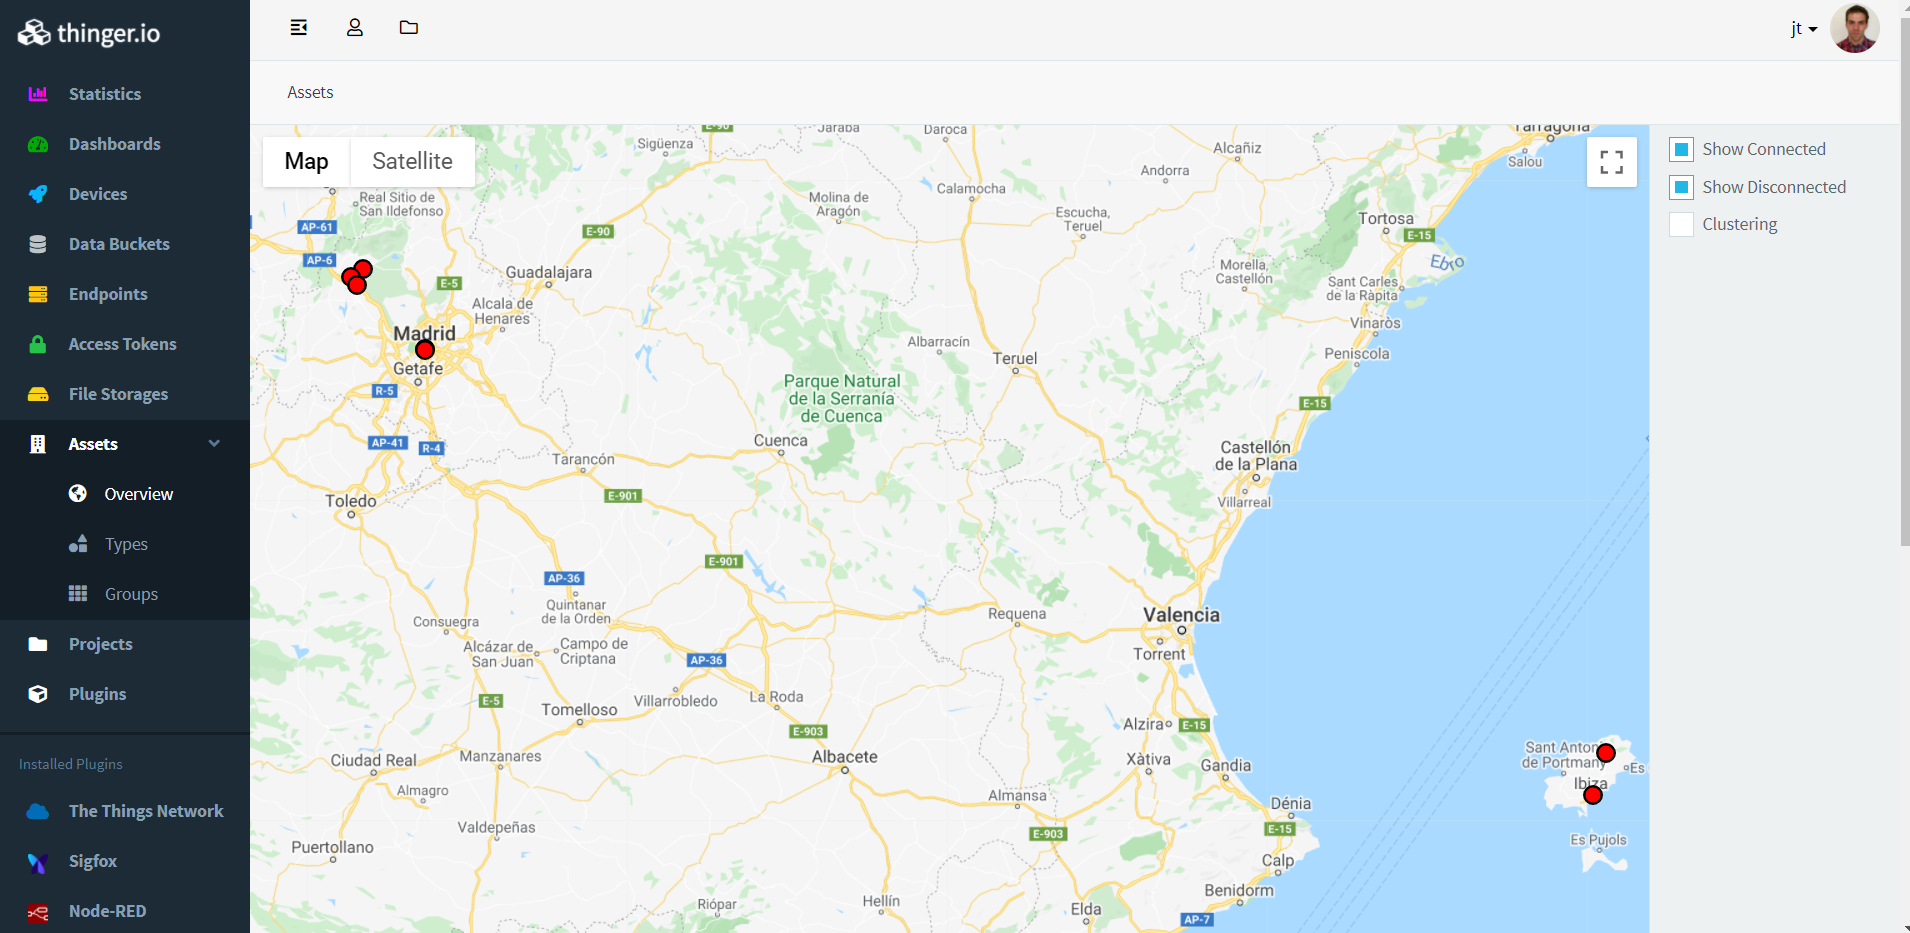 thinger.io
jt
Statistics
Dashboards
Devices
Data Buckets
Endpoints
Access Tokens
File Storages
Assets
Overview
Types
Groups
Projects
Plugins
Installed Plugins
The Things Network
Sigfox
Node-RED
Assets
Map
Satellite
Show Connected
Show Disconnected
Clustering
E-90
Jaraba
Daroca
Tarragona
Sigüenza
Alcañiz
Salou
Andorra
Calamocha
Real Sitio de
San Ildefonso
Molina de
Aragón
Escucha,
Teruel
Tortosa
AP-61
E-90
E-15
AP-6
Ebro
Guadalajara
Morella,
Castellón
E-5
Sant Carles
de la Ràpita
Alcalá de
Henares
Vinaròs
Madrid
Albarracín
Peniscola
Teruel
Getafe
Parque Natural
de la Serranía
de Cuenca
R-5
E-15
AP-41
R-4
Cuenca
Castellón
de la Plana
Tarancón
Toledo
E-901
Villarreal
E-901
AP-36
Quintanar
de la Orden
Consuegra
Requena
Valencia
Alcázar de
San Juan
Campo de
Criptana
Torrent
AP-36
E-5
Villarrobledo
La Roda
Tomelloso
Alzira
E-15
E-903
Sant Anton
de Portmany
Es
Ciudad Real
Manzanares
Albacete
Xàtiva
Gandia
Ibiza
Almagro
Almansa
Dénia
Valdepeñas
E-903
E-15
Es Pujols
Puertollano
Calp
Benidorm
Riópar
Hellín
Elda
AP-7